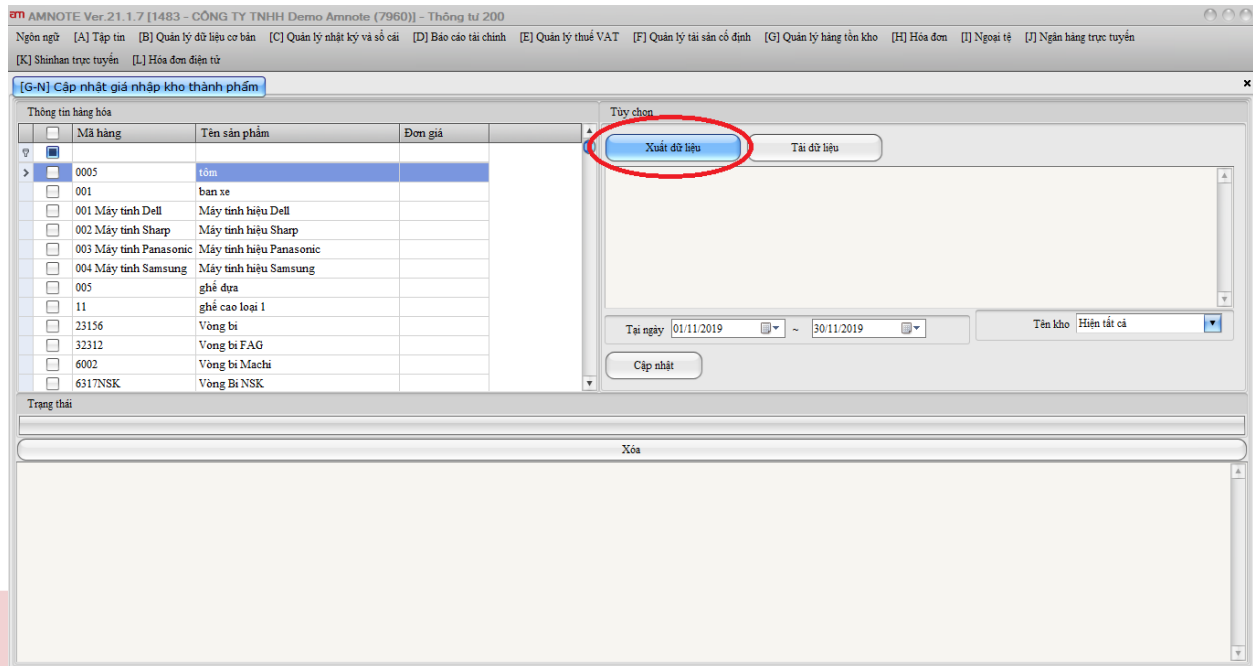 am AMNOTE Ver.21.1.7 [1483 - CÔNG TY TNHH Demo Amnote (7960)] - Thông tư 200
Ngôn ngữ [A] Tập tin [B] Quản lý dữ liệu cơ bản [C] Quản lý nhật ký và sổ cái [D] Báo cáo tài chính [E] Quản lý thuế VAT [F] Quản lý tài sản cố định [G] Quản lý hàng tồn kho [H] Hóa đơn [I] Ngoại tệ [J] Ngân hàng trực tuyến
[K] Shinhan trực tuyến [L] Hóa đơn điện tử
[G-N] Cập nhật giá nhập kho thành phẩm
Thông tin hàng hóa
Mã hàng Tên sản phẩm Đơn giá
0005 tôm
001 ban xe
001 Máy tính Dell Máy tính hiệu Dell
002 Máy tính Sharp Máy tính hiệu Sharp
003 Máy tính Panasonic Máy tính hiệu Panasonic
004 Máy tính Samsung Máy tính hiệu Samsung
005 ghế dựa
11 ghế cao loại 1
23156 Vòng bi
32312 Vong bi FAG
6002 Vòng bi Machi
6317NSK Vòng Bi NSK
Tùy chọn
Xuất dữ liệu Tải dữ liệu
Tại ngày 01/11/2019 ~ 30/11/2019 Tên kho Hiện tất cả
Cập nhật
Trạng thái
Xóa